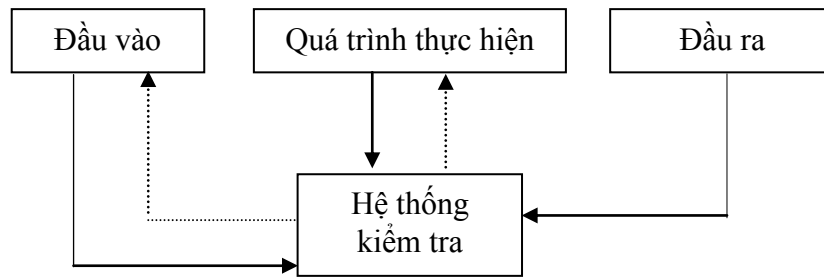 Đầu vào
Quá trình thực hiện
Đầu ra
Hệ thống
kiểm tra